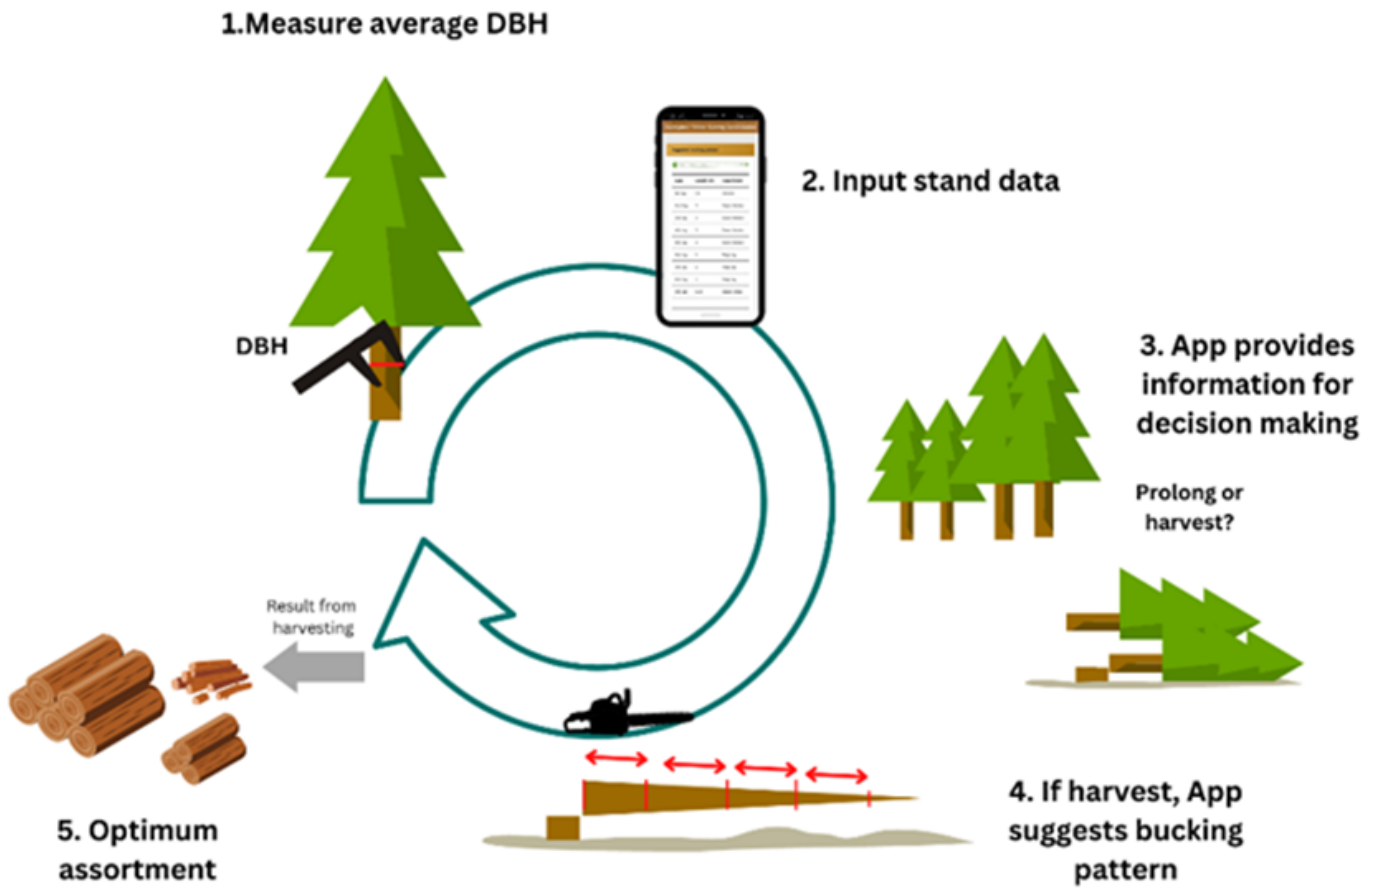 1.Measure average DBH
2. Input stand data
DBH
3. App provides
information for
decision making
Prolong or
harvest?
Result from
harvesting
4. If harvest, App
suggests bucking
pattern
5. Optimum
assortment